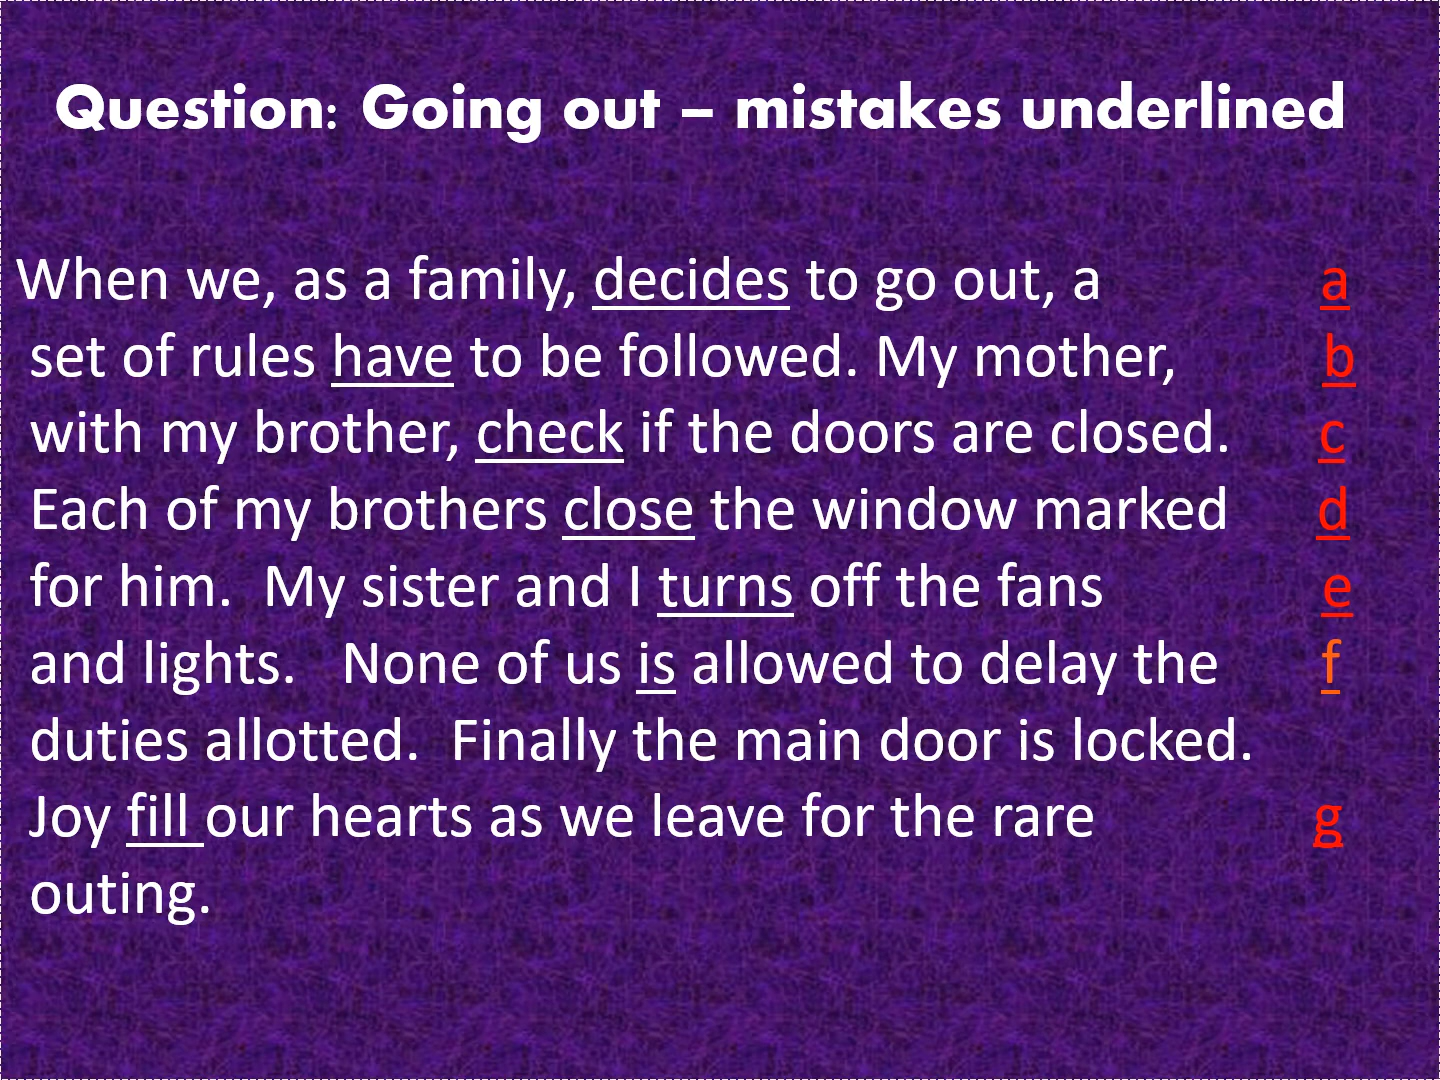 Question: Going out – mistakes underlined
When we, as a family, decides to go out, a a
set of rules have to be followed. My mother, b
with my brother, check if the doors are closed. c
Each of my brothers close the window marked d
for him. My sister and I turns off the fans e
and lights. None of us is allowed to delay the f
duties allotted. Finally the main door is locked.
Joy fill our hearts as we leave for the rare g
outing.